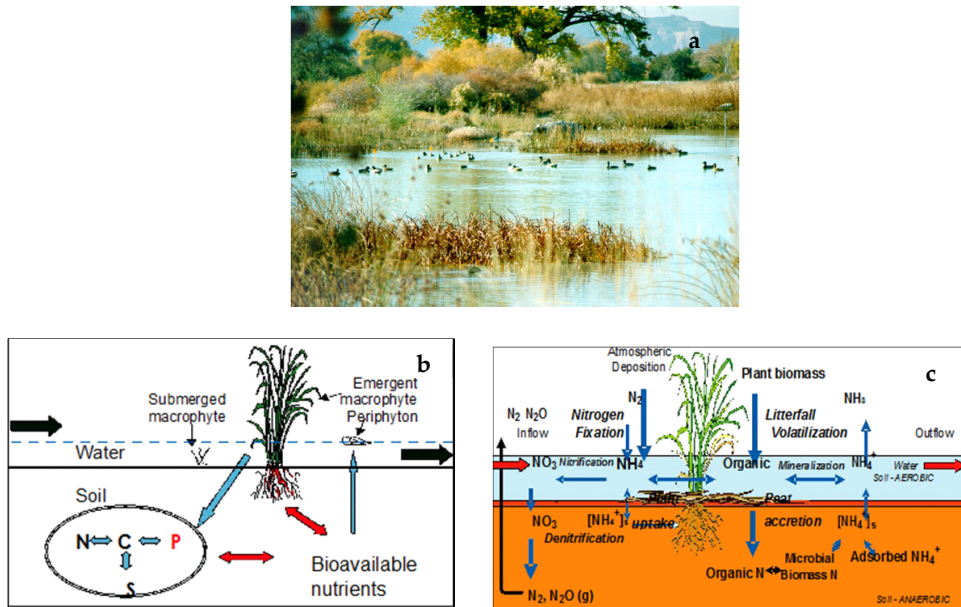 a
b
Submerged
macrophyte
Emergent
macrophyte
Periphyton
Water
Soil
N C P
S
Bioavailable
nutrients
c
Atmospheric
Deposition
Plant biomass
N2
NH4
N2 N2O
Inflow
Nitrogen
Fixation
Litterfall
Volatilization
Outflow
NO3 Nitrification NH4 Organic Mineralization NH4+ Water
Soil - AEROBIC
Peat
NO3 [NH4+]s uptake accretion [NH4+]s
Denitrification
Microbial
Organic N Biomass N Adsorbed NH4+
N2, N2O (g)
Soil - ANAEROBIC